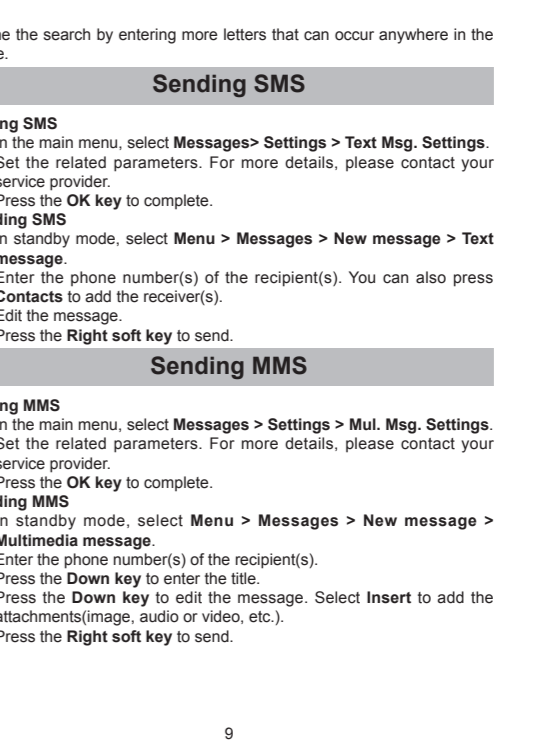 the search by entering more letters that can occur anywhere in the
Sending SMS
SMS
In the main menu, select Messages> Settings > Text Msg. Settings.
Set the related parameters. For more details, please contact your
service provider.
Press the OK key to complete.
SMS
In standby mode, select Menu > Messages > New message > Text
message.
Enter the phone number(s) of the recipient(s). You can also press
Contacts to add the receiver(s).
Edit the message.
Press the Right soft key to send.
Sending MMS
MMS
In the main menu, select Messages > Settings > Mul. Msg. Settings.
Set the related parameters. For more details, please contact your
service provider.
Press the OK key to complete.
MMS
In standby mode, select Menu > Messages > New message >
Multimedia message.
Enter the phone number(s) of the recipient(s).
Press the Down key to enter the title.
Press the Down key to edit the message. Select Insert to add the
attachments(image, audio or video, etc.).
Press the Right soft key to send.
9